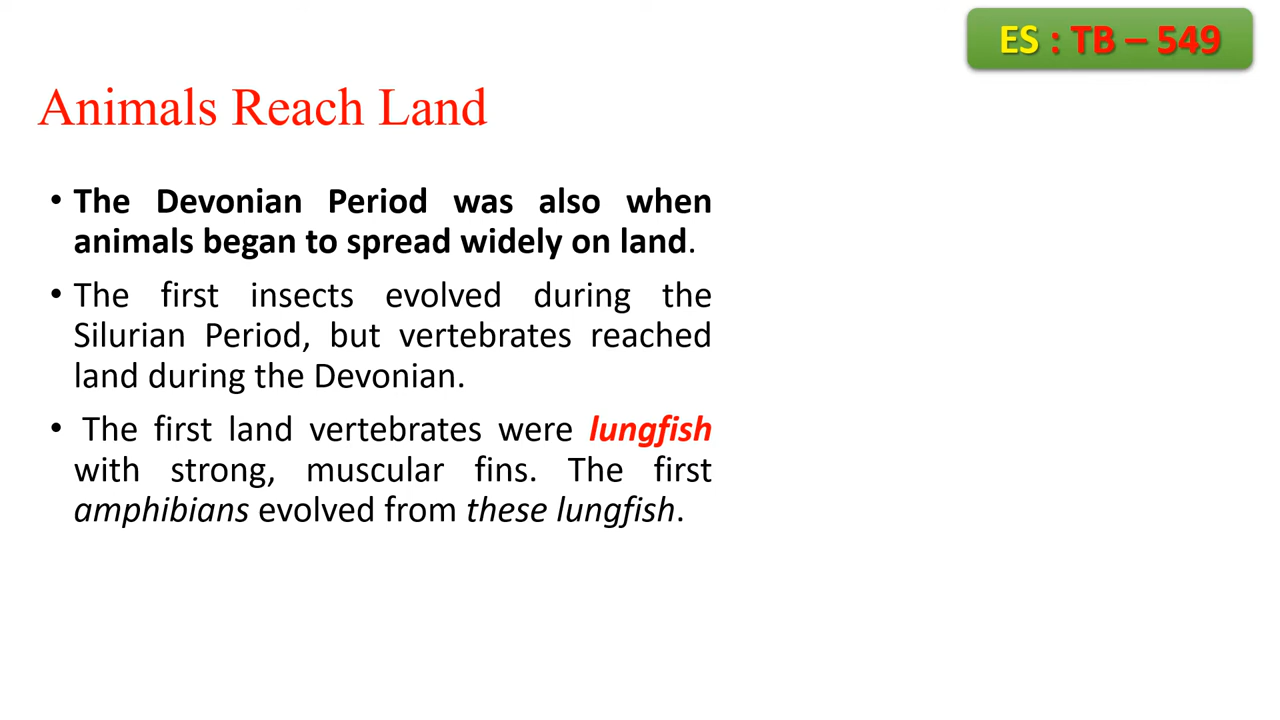 ES : TB – 549
Animals Reach Land
• The Devonian Period was also when
animals began to spread widely on land.
• The first insects evolved during the
Silurian Period, but vertebrates reached
land during the Devonian.
• The first land vertebrates were lungfish
with strong, muscular fins. The first
amphibians evolved from these lungfish.